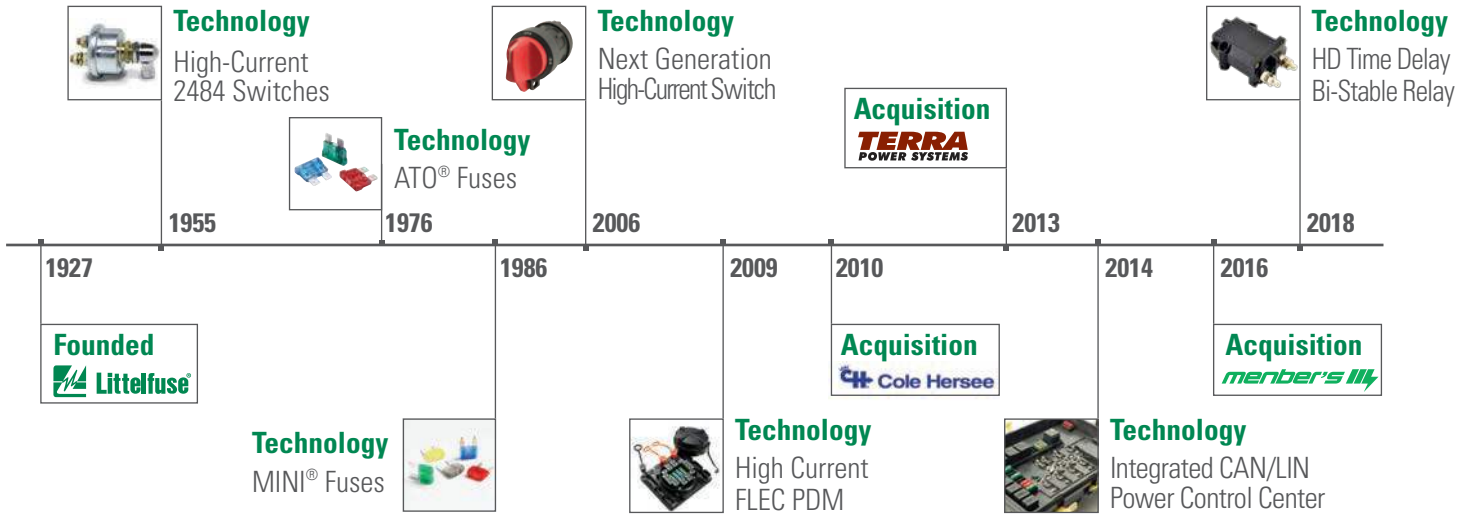 Technology
High-Current
2484 Switches
Technology
Next Generation
High-Current Switch
Technology
HD Time Delay
Bi-Stable Relay
Acquisition
TERRA
POWER SYSTEMS
Technology
ATO® Fuses
1955
1976
2006
2013
2018
1927
1986
2009
2010
2014
2016
Founded
Littelfuse®
Acquisition
CH Cole Hersee
Acquisition
menber's
Technology
MINI® Fuses
Technology
High Current
FLEC PDM
Technology
Integrated CAN/LIN
Power Control Center